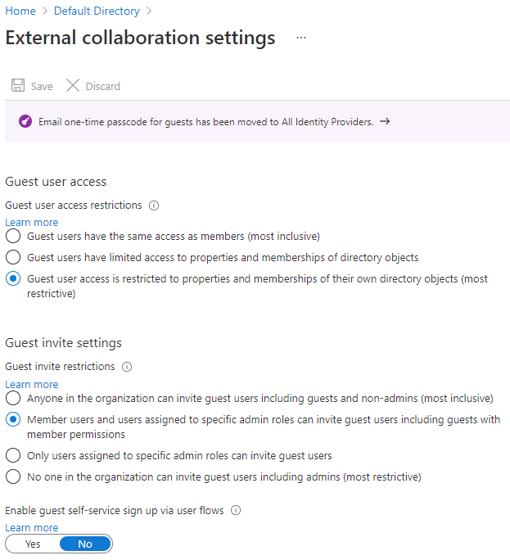 Home > Default Directory >
External collaboration settings ...
Save Discard
Email one-time passcode for guests has been moved to All Identity Providers. →
Guest user access
Guest user access restrictions
Learn more
Guest users have the same access as members (most inclusive)
Guest users have limited access to properties and memberships of directory objects
Guest user access is restricted to properties and memberships of their own directory objects (most
restrictive)
Guest invite settings
Guest invite restrictions
Learn more
Anyone in the organization can invite guest users including guests and non-admins (most inclusive)
Member users and users assigned to specific admin roles can invite guest users including guests with
member permissions
Only users assigned to specific admin roles can invite guest users
No one in the organization can invite guest users including admins (most restrictive)
Enable guest self-service sign up via user flows
Learn more
Yes No